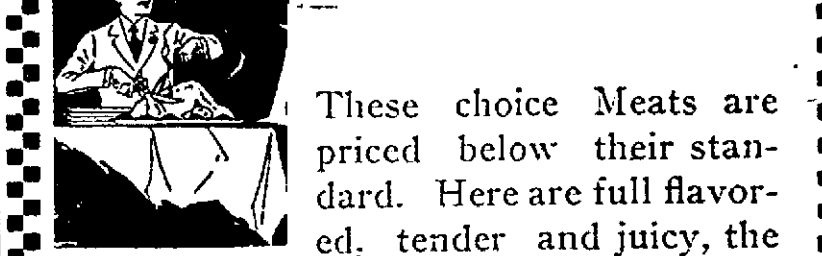 These choice Meats are
priced below their stan-
dard. Here are full flavor-
ed, tender and juicy, the